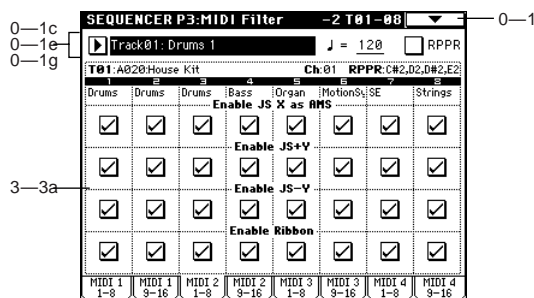 SEQUENCER P3:MIDI Filter -2 T01-08
0-1
0-1c
0-1e
0-1g
Track01: Drums 1
♩ = 120
RPPR
T01:A020:House Kit Ch:01 RPPR:C#2,D2,D#2,E2
1 2 3 4 5 6 7 8
Drums Drums Drums Bass Organ MotionSy SE Strings
Enable JS X as AMS
Enable JS+Y
3-3a
Enable JS-Y
Enable Ribbon
MIDI 1 MIDI 1 MIDI 2 MIDI 2 MIDI 3 MIDI 3 MIDI 4 MIDI 4
1-8 9-16 1-8 9-16 1-8 9-16 1-8 9-16